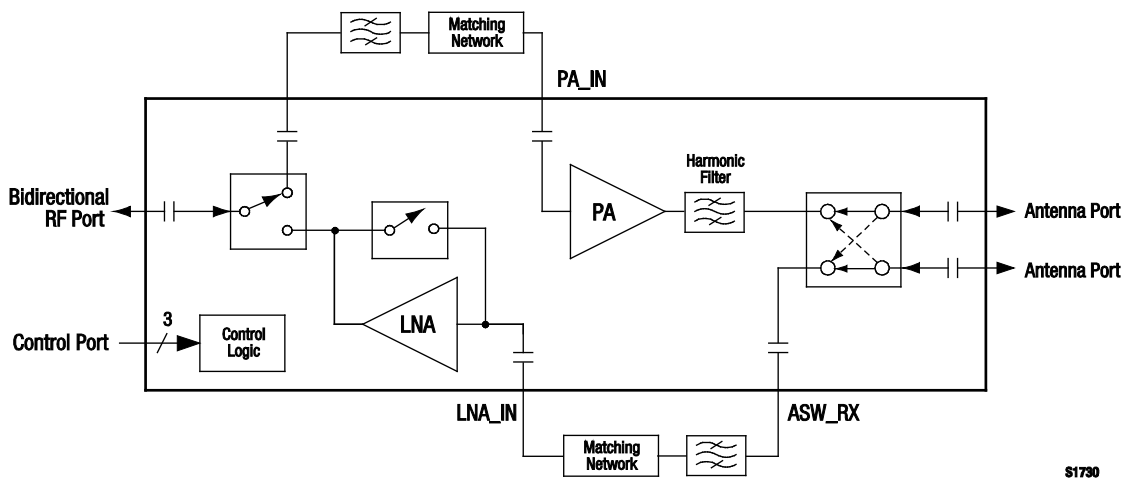 Matching
Network
PA_IN
Harmonic
Filter
Bidirectional
RF Port
PA
Antenna Port
Antenna Port
3
Control Port
Control
Logic
LNA
LNA_IN
ASW_RX
Matching
Network
S1730